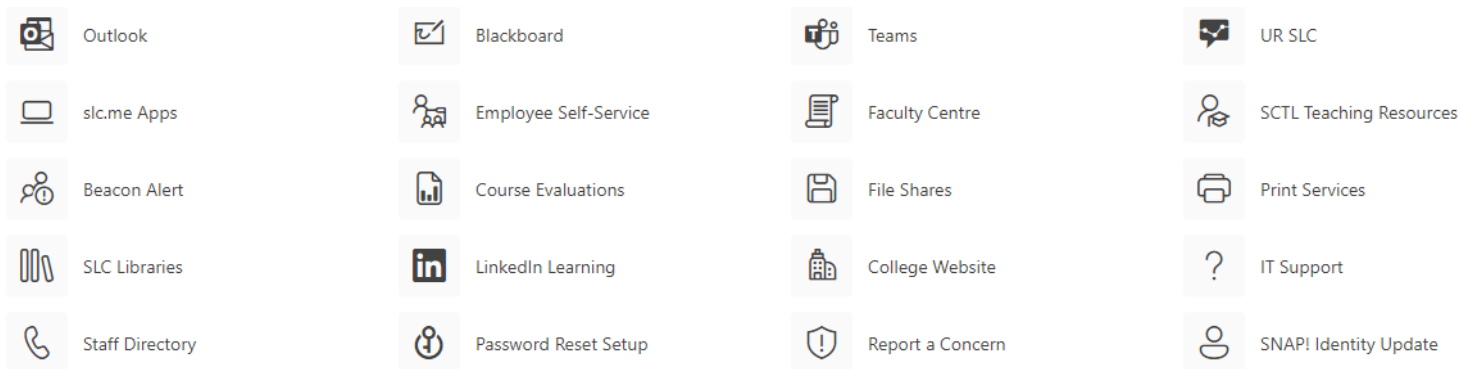 Outlook
Blackboard
Teams
UR SLC
slc.me Apps
Employee Self-Service
Faculty Centre
SCTL Teaching Resources
Beacon Alert
Course Evaluations
File Shares
Print Services
SLC Libraries
LinkedIn Learning
College Website
IT Support
Staff Directory
Password Reset Setup
Report a Concern
SNAP! Identity Update